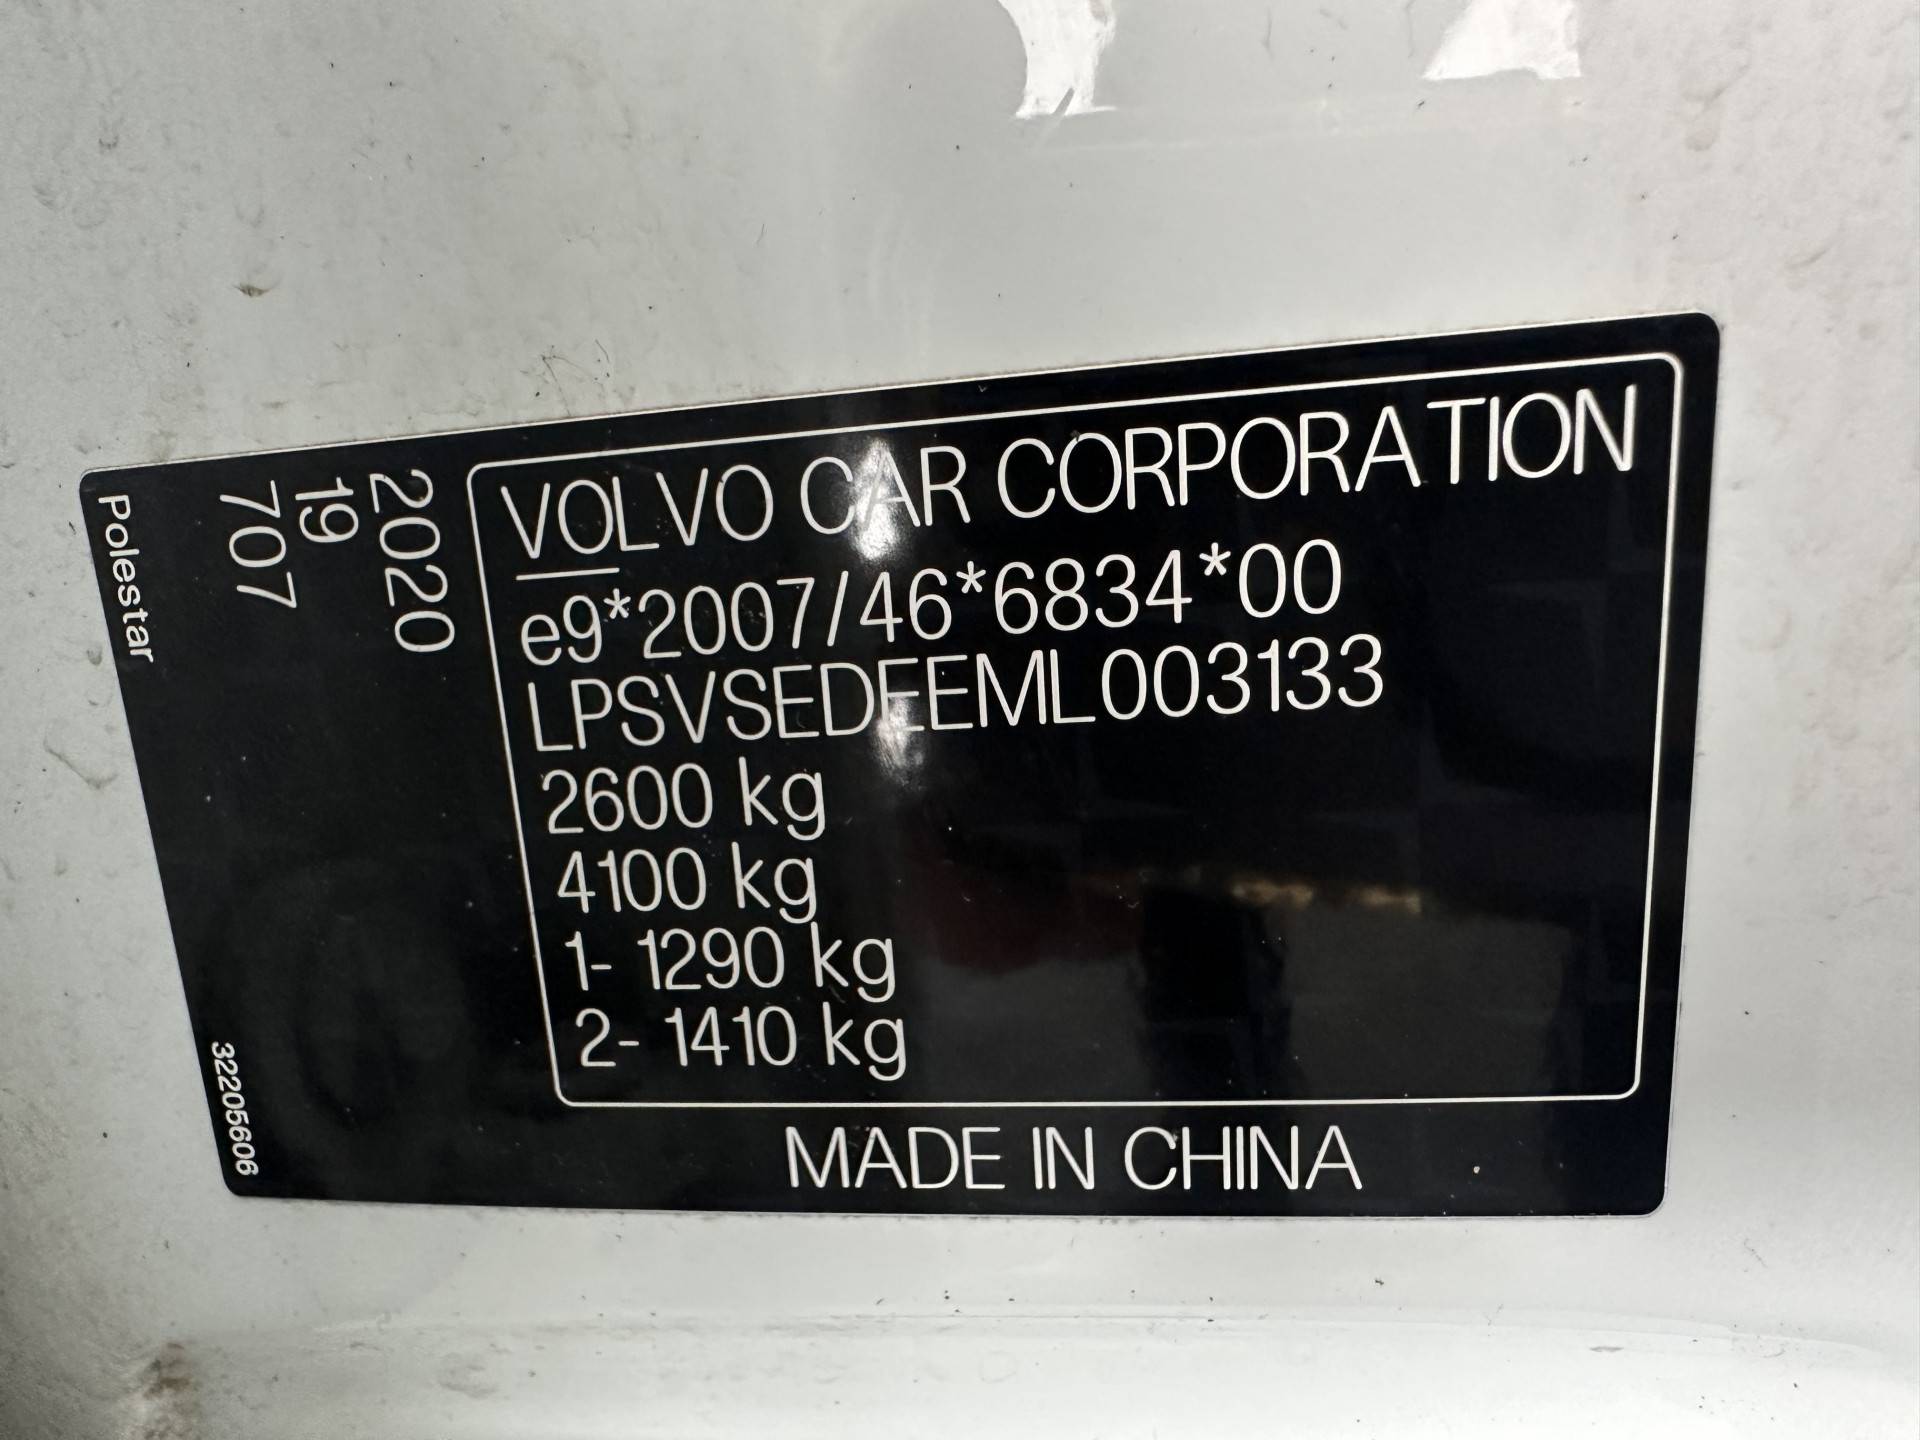 VOLVO CAR CORPORATION
e9*2007/46*6834*00
LPSVSEDEEML003133
2600 kg
4100 kg
1- 1290 kg
2- 1410 kg
MADE IN CHINA
2020
19
707
Polestar
32205606